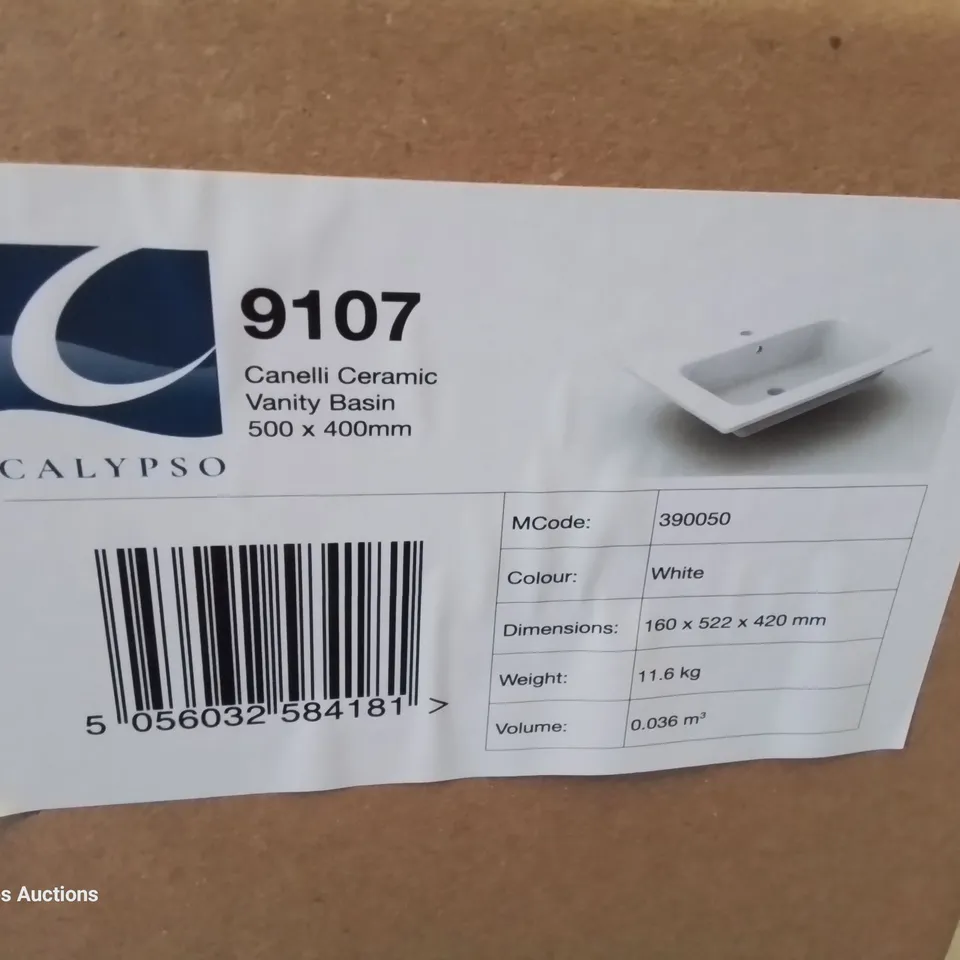 9107
Canelli Ceramic
Vanity Basin
500 x 400mm
CALYPSO
MCode: 390050
Colour: White
Dimensions: 160 x 522 x 420 mm
Weight: 11.6 kg
Volume: 0.036 m³
5 056032 584181 >
s Auctions